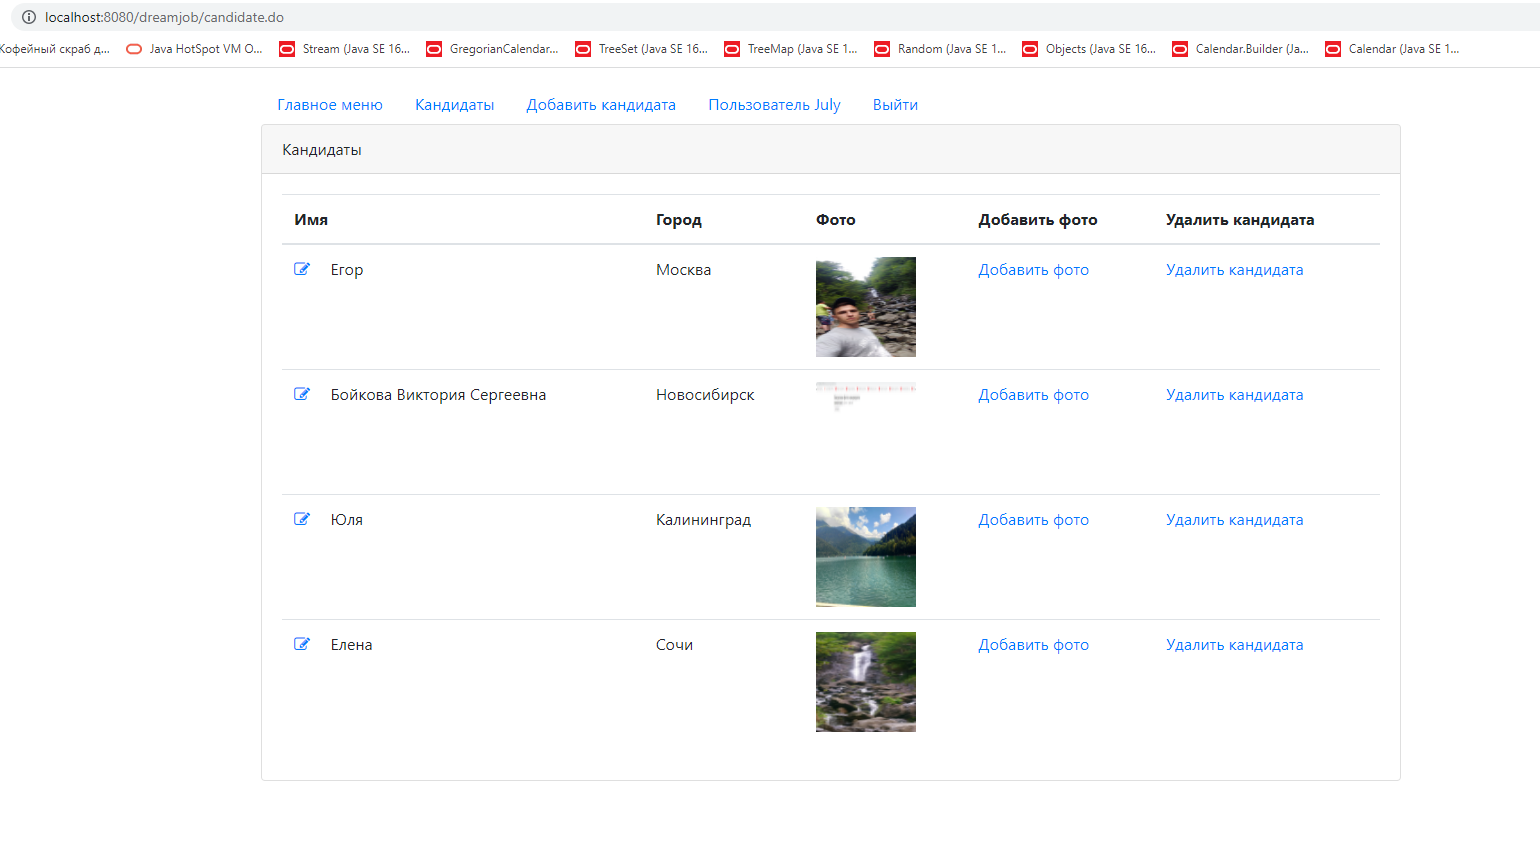 localhost:8080/dreamjob/candidate.do
Кофейный скраб д... Java HotSpot VM O... Stream (Java SE 16... GregorianCalendar... TreeSet (Java SE 16... TreeMap (Java SE 1... Random (Java SE 1... Objects (Java SE 16... Calendar.Builder (Ja... Calendar (Java SE 1...
Главное меню Кандидаты Добавить кандидата Пользователь July Выйти
Кандидаты
Имя Город Фото Добавить фото Удалить кандидата
Егор Москва Добавить фото Удалить кандидата
Бойкова Виктория Сергеевна Новосибирск Добавить фото Удалить кандидата
Юля Калининград Добавить фото Удалить кандидата
Елена Сочи Добавить фото Удалить кандидата